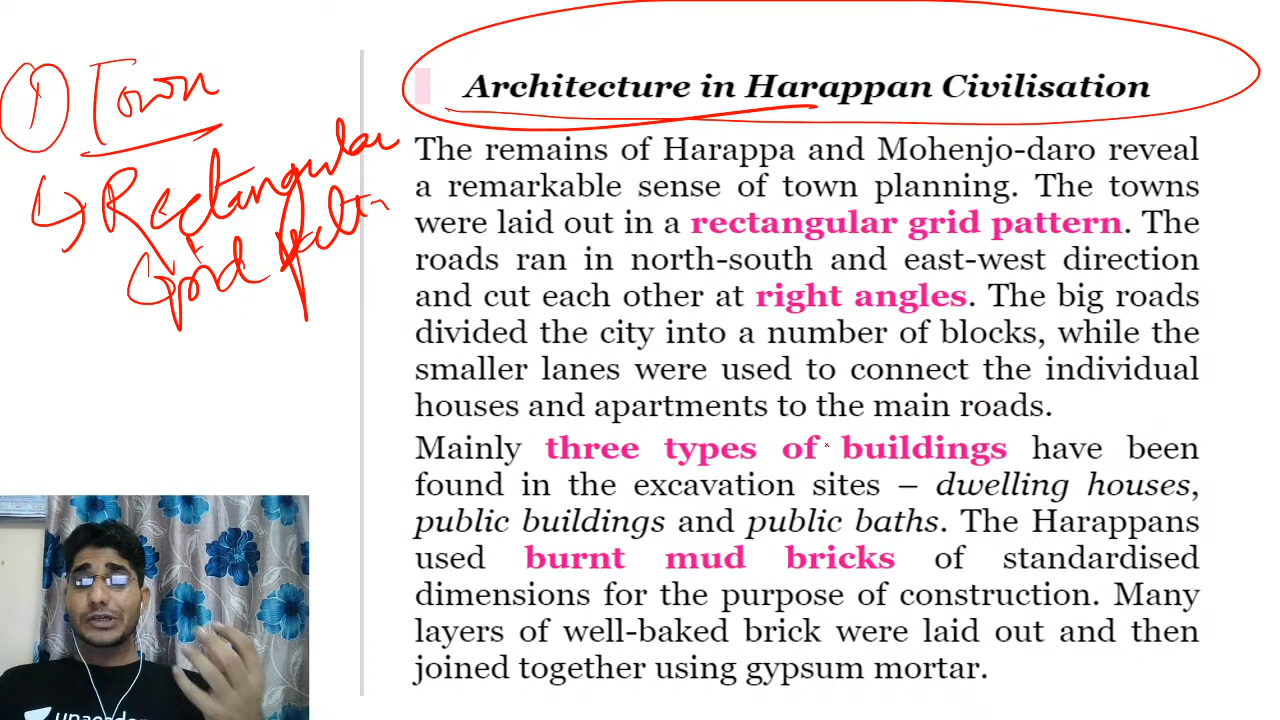 Architecture in Harappan Civilisation
The remains of Harappa and Mohenjo-daro reveal
a remarkable sense of town planning. The towns
were laid out in a rectangular grid pattern. The
roads ran in north-south and east-west direction
and cut each other at right angles. The big roads
divided the city into a number of blocks, while the
smaller lanes were used to connect the individual
houses and apartments to the main roads.
Mainly three types of buildings have been
found in the excavation sites – dwelling houses,
public buildings and public baths. The Harappans
used burnt mud bricks of standardised
dimensions for the purpose of construction. Many
layers of well-baked brick were laid out and then
joined together using gypsum mortar.
① Town
Rectangular
Grid